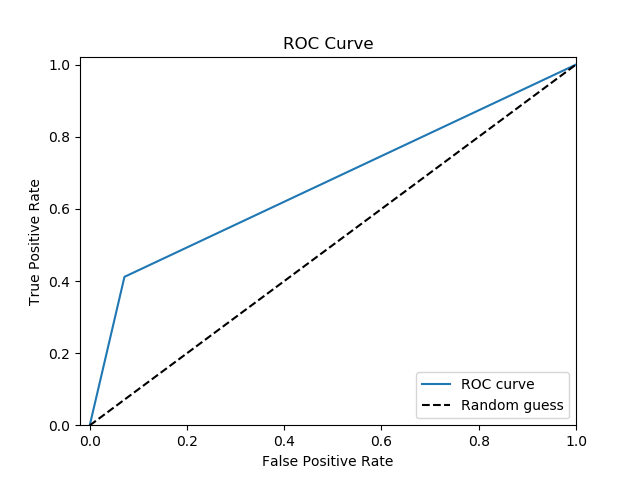 ROC Curve
1.0
0.8
0.6
0.4
0.2
0.0
True Positive Rate
0.0 0.2 0.4 0.6 0.8 1.0
False Positive Rate
ROC curve
Random guess